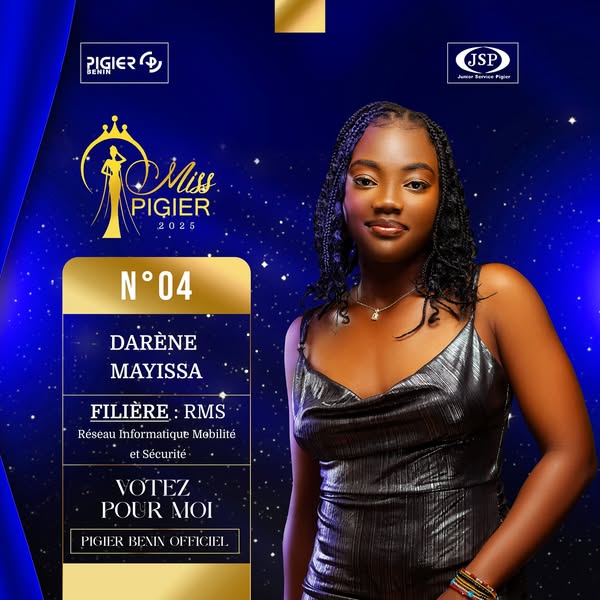 PIGIER
BENIN
JSP
Junior Service Pigier
Miss
PIGIER
2025
N°04
DARÈNE
MAYISSA
FILIÈRE : RMS
Réseau Informatique Mobilité
et Sécurité
VOTEZ
POUR MOI
PIGIER BENIN OFFICIEL